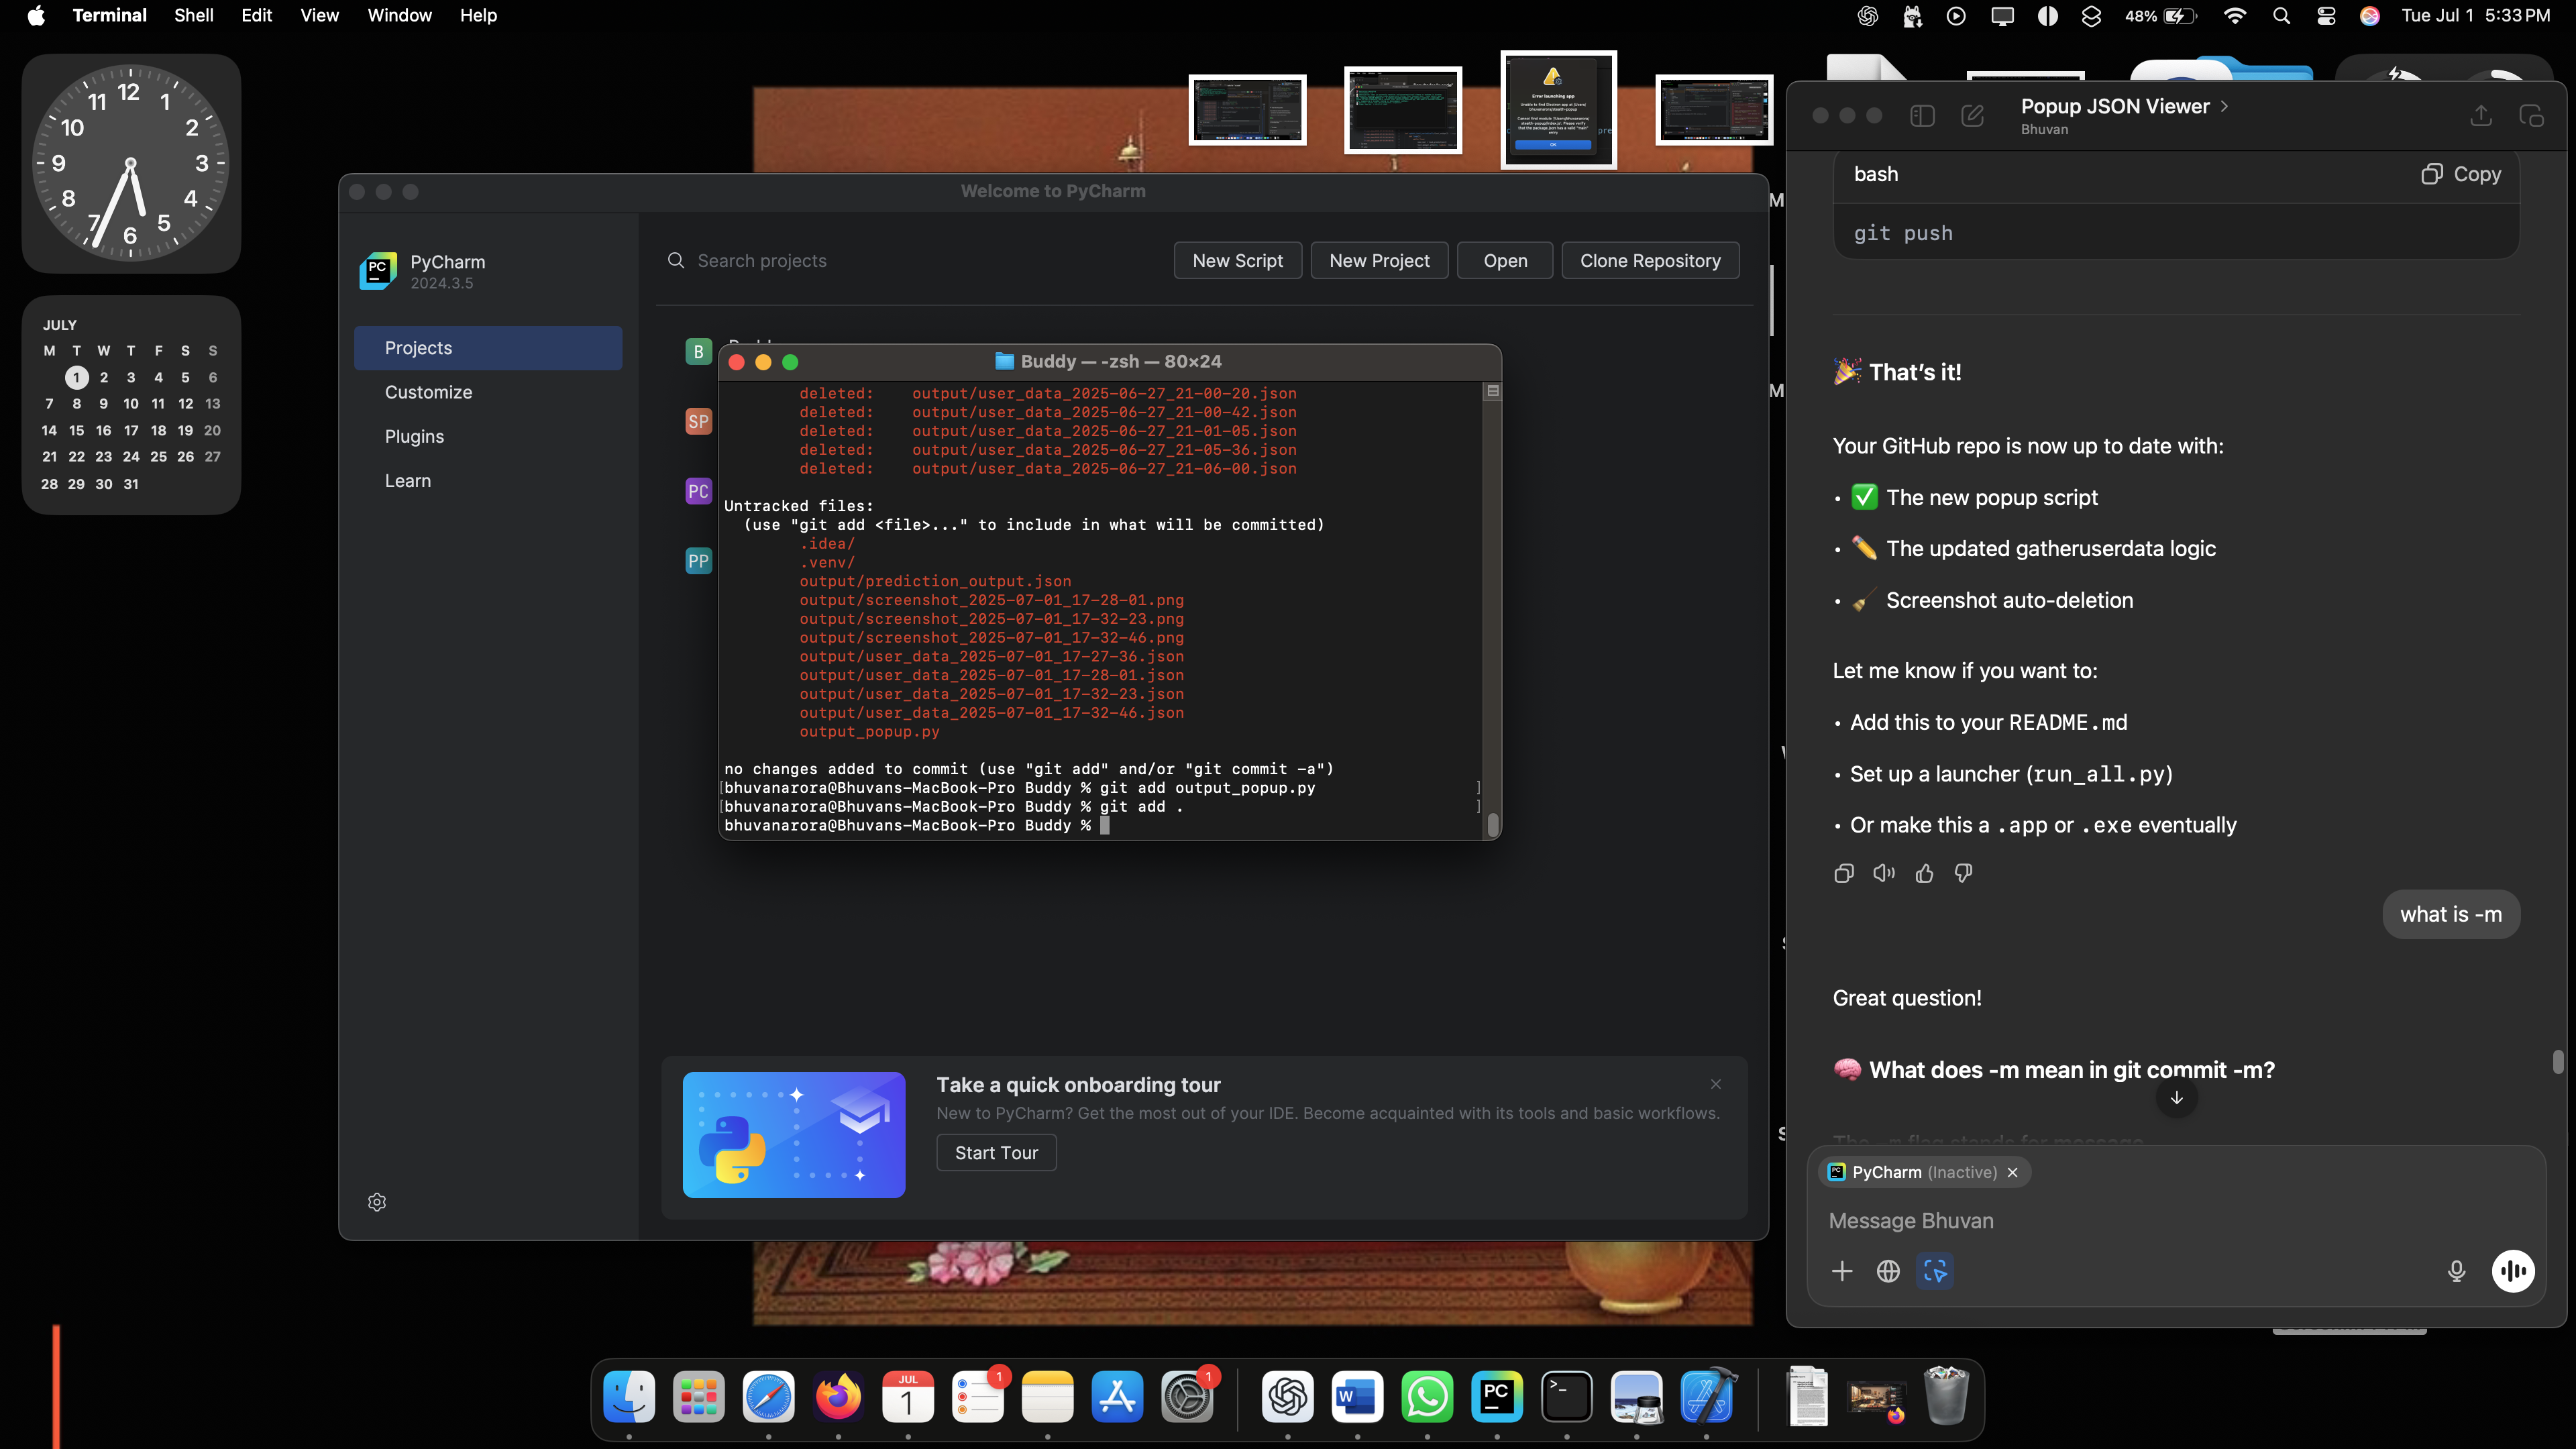 Terminal Shell Edit View Window Help
48% Tue Jul 1 5:33 PM
12 1 2 3 4 5 6 7 8 9 10 11
JULY
M T W T F S S
1 2 3 4 5 6
7 8 9 10 11 12 13
14 15 16 17 18 19 20
21 22 23 24 25 26 27
28 29 30 31
Error launching app
OK
Welcome to PyCharm
PC
PyCharm
2024.3.5
Projects
Customize
Plugins
Learn
Search projects
New Script
New Project
Open
Clone Repository
B
SP
PC
PP
Buddy — -zsh — 80×24
deleted: output/user_data_2025-06-27_21-00-20.json
deleted: output/user_data_2025-06-27_21-00-42.json
deleted: output/user_data_2025-06-27_21-01-05.json
deleted: output/user_data_2025-06-27_21-05-36.json
deleted: output/user_data_2025-06-27_21-06-00.json
Untracked files:
(use "git add <file>..." to include in what will be committed)
.idea/
.venv/
output/prediction_output.json
output/screenshot_2025-07-01_17-28-01.png
output/screenshot_2025-07-01_17-32-23.png
output/screenshot_2025-07-01_17-32-46.png
output/user_data_2025-07-01_17-27-36.json
output/user_data_2025-07-01_17-28-01.json
output/user_data_2025-07-01_17-32-23.json
output/user_data_2025-07-01_17-32-46.json
output_popup.py
no changes added to commit (use "git add" and/or "git commit -a")
[bhuvanarora@Bhuvans-MacBook-Pro Buddy % git add output_popup.py ]
[bhuvanarora@Bhuvans-MacBook-Pro Buddy % git add . ]
bhuvanarora@Bhuvans-MacBook-Pro Buddy %
Take a quick onboarding tour
New to PyCharm? Get the most out of your IDE. Become acquainted with its tools and basic workflows.
Start Tour
Popup JSON Viewer >
Bhuvan
bash Copy
git push
🎉 That's it!
Your GitHub repo is now up to date with:
• ✅ The new popup script
• ✏️ The updated gatheruserdata logic
• 🧹 Screenshot auto-deletion
Let me know if you want to:
• Add this to your README.md
• Set up a launcher (run_all.py)
• Or make this a .app or .exe eventually
what is -m
Great question!
🧠 What does -m mean in git commit -m?
The -m flag stands for message
PyCharm (Inactive) ×
Message Bhuvan
JUL
1
1
1
W
PC